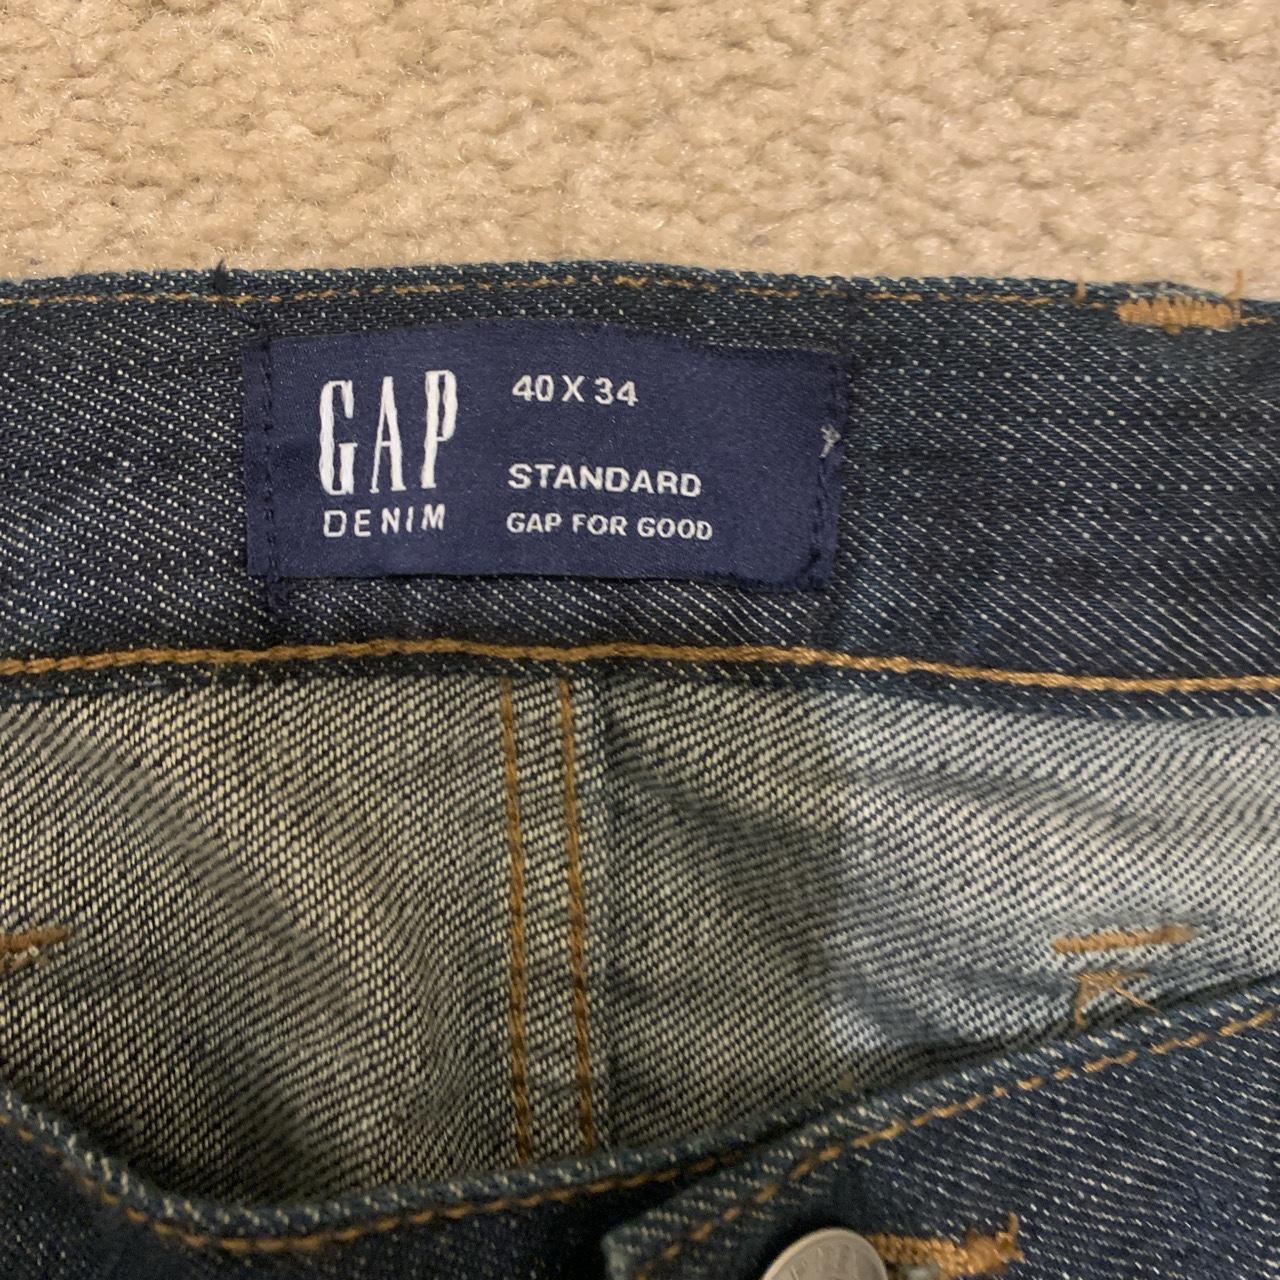 GAP
DENIM
40 X 34
STANDARD
GAP FOR GOOD